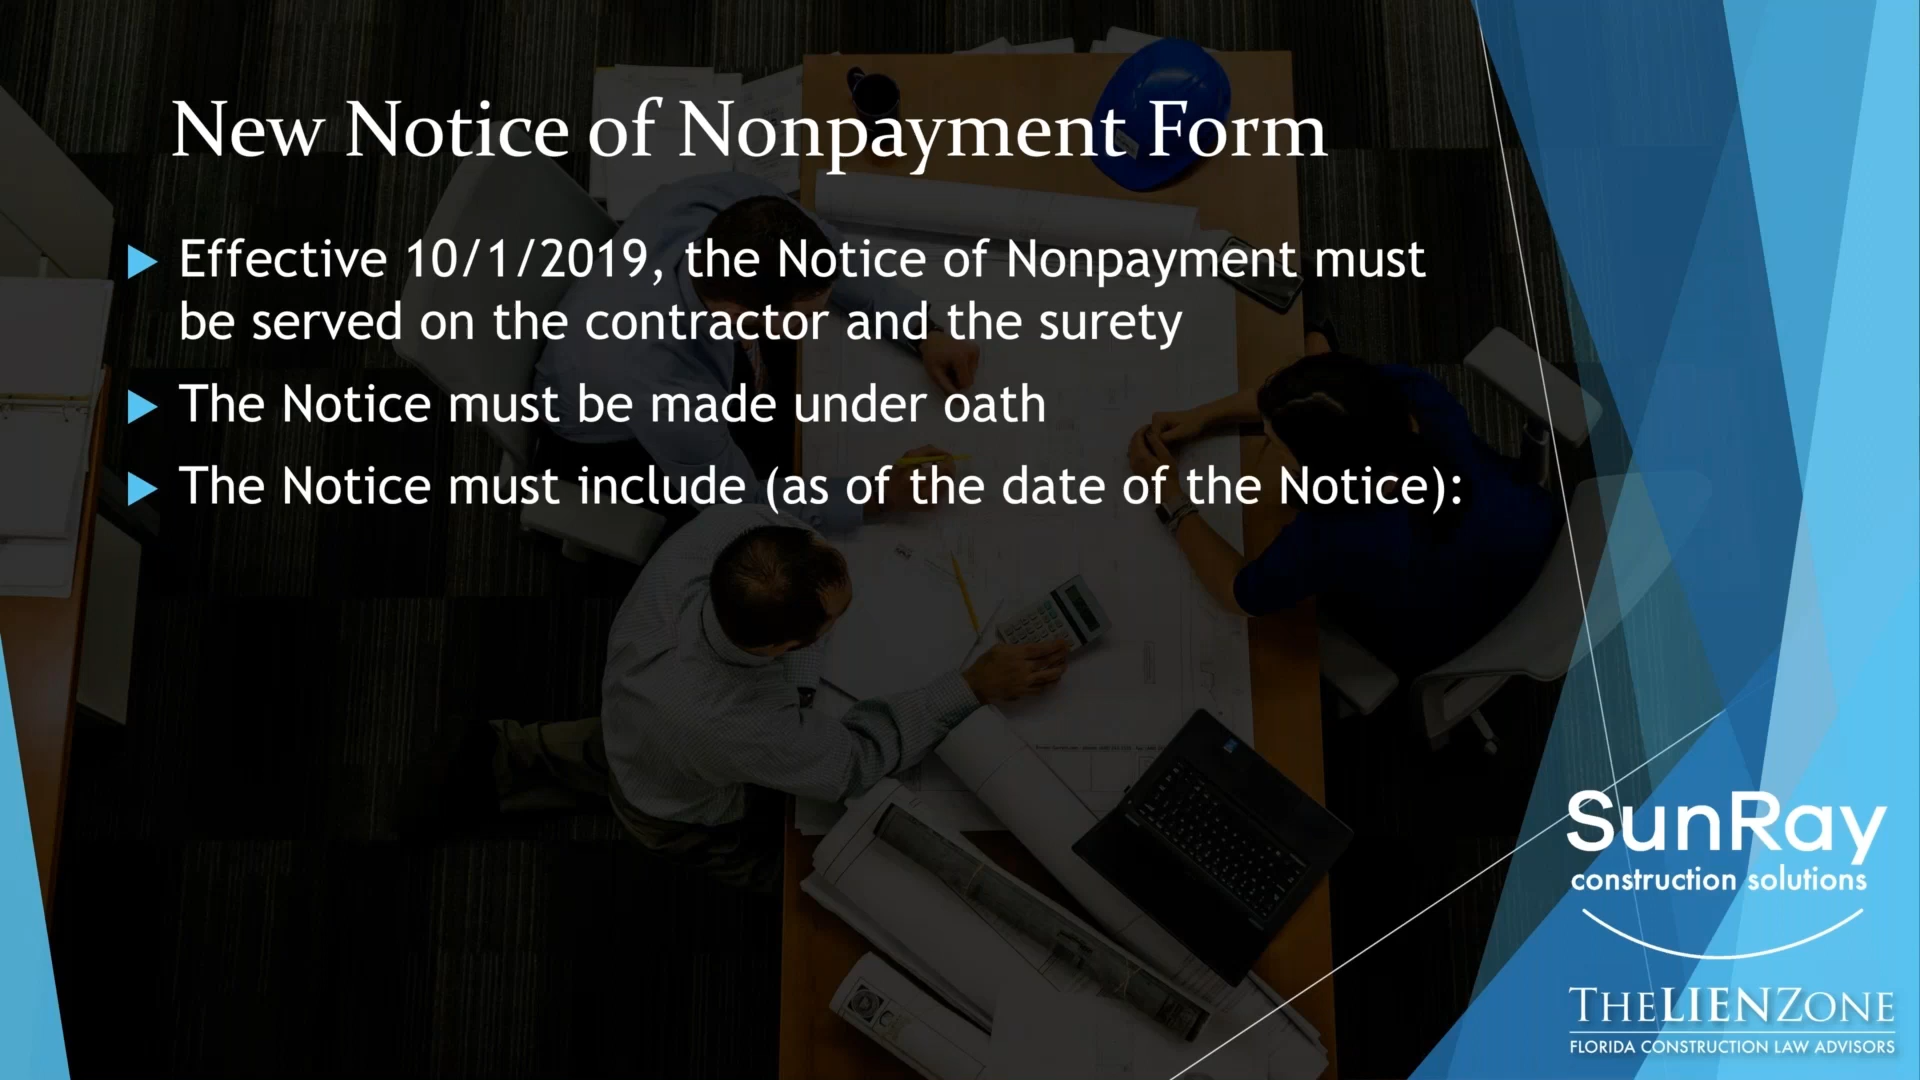 New Notice of Nonpayment Form
Effective 10/1/2019, the Notice of Nonpayment must
be served on the contractor and the surety
The Notice must be made under oath
The Notice must include (as of the date of the Notice):
SunRay
construction solutions
THELIENZONE
FLORIDA CONSTRUCTION LAW ADVISORS